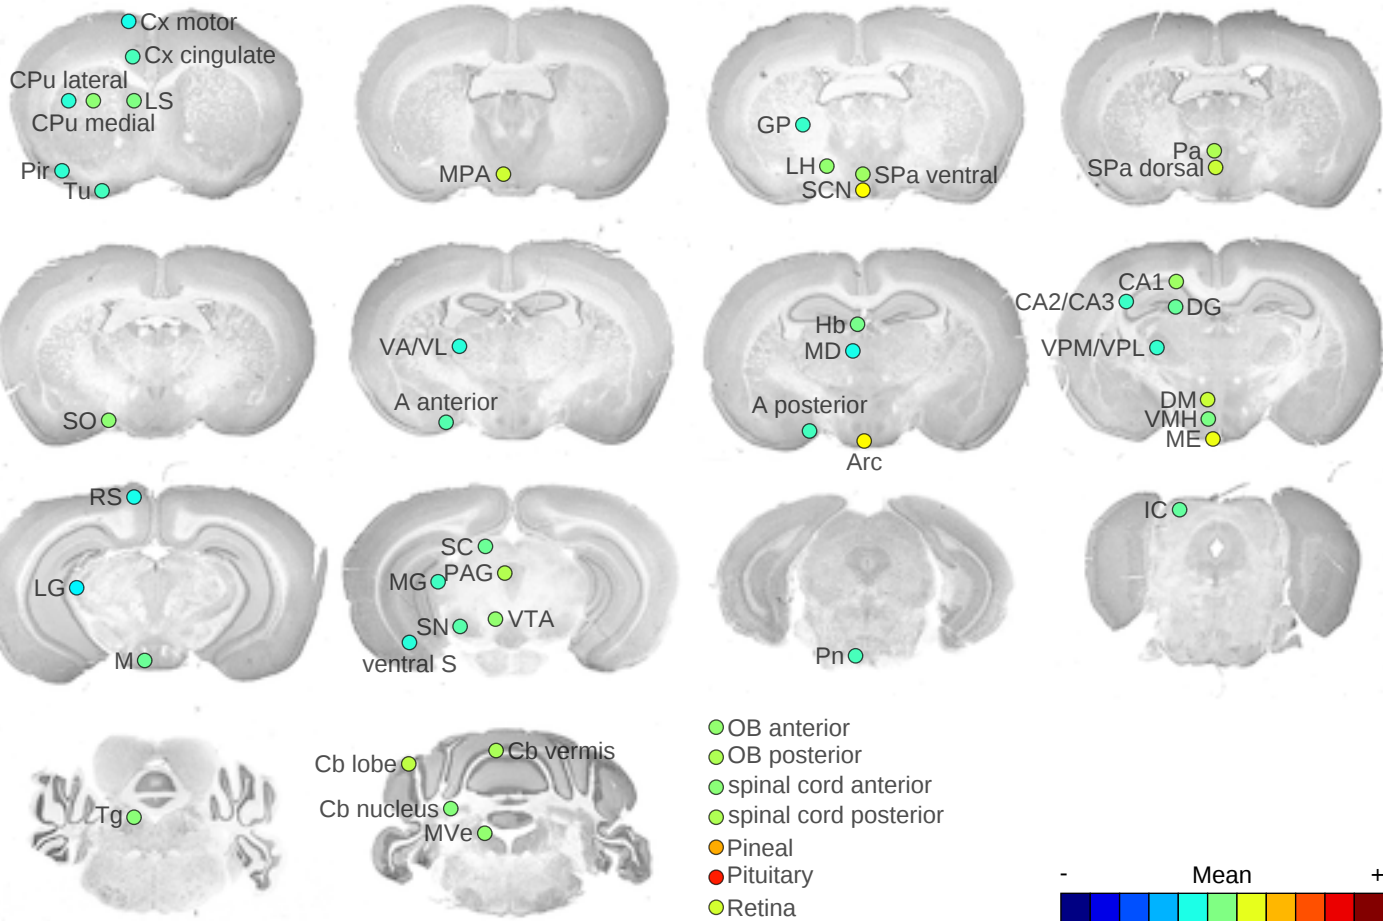 Cx motor
Cx cingulate
CPu lateral
LS
CPu medial
Pir
Tu
MPA
GP
LH
SPa ventral
SCN
Pa
SPa dorsal
SO
VA/VL
A anterior
Hb
MD
A posterior
Arc
CA1
CA2/CA3
DG
VPM/VPL
DM
VMH
ME
RS
LG
M
SC
MG
PAG
SN
VTA
ventral S
Pn
IC
Tg
Cb lobe
Cb vermis
Cb nucleus
MVe
OB anterior
OB posterior
spinal cord anterior
spinal cord posterior
Pineal
Pituitary
Retina
- Mean +